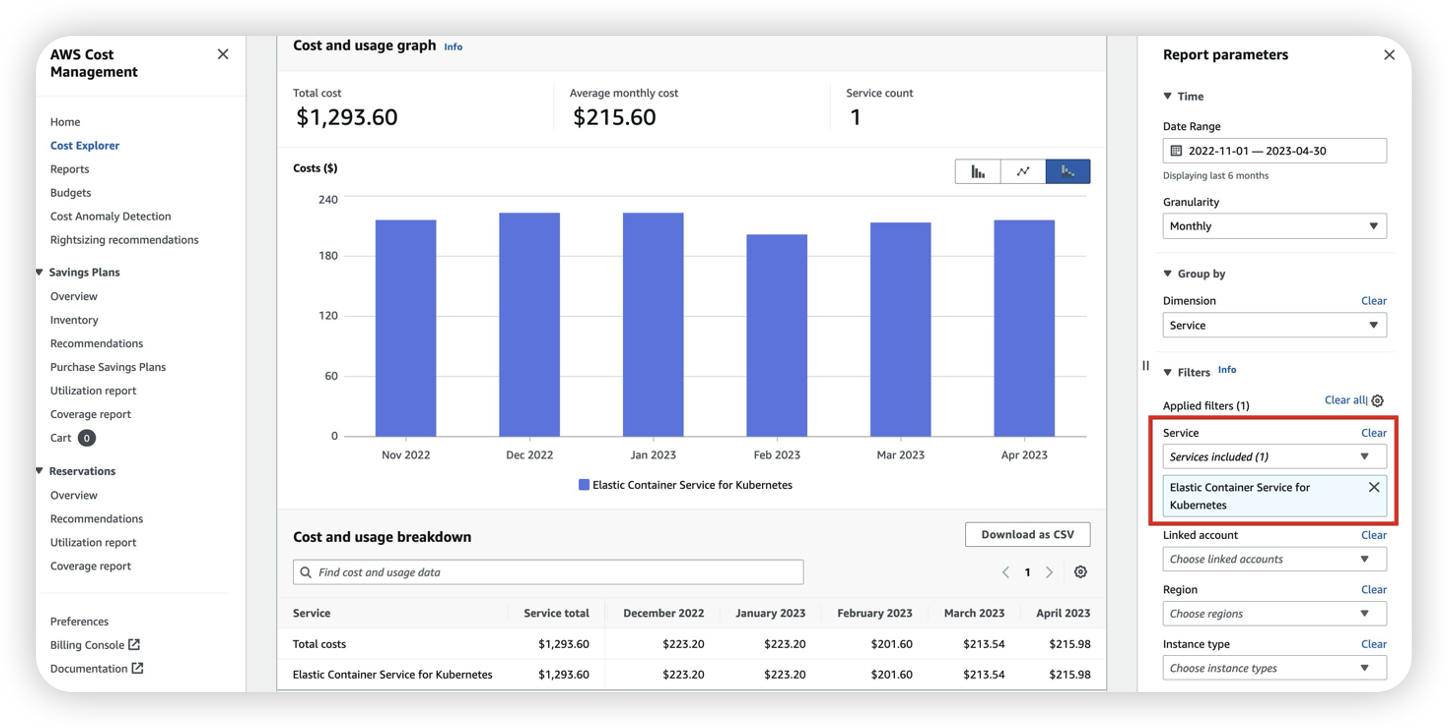 AWS Cost
Management
Home
Cost Explorer
Reports
Budgets
Cost Anomaly Detection
Rightsizing recommendations
Savings Plans
Overview
Inventory
Recommendations
Purchase Savings Plans
Utilization report
Coverage report
Cart 0
Reservations
Overview
Recommendations
Utilization report
Coverage report
Preferences
Billing Console
Documentation
Cost and usage graph Info
Total cost
$1,293.60
Average monthly cost
$215.60
Service count
1
Costs ($)
240
180
120
60
0
Nov 2022 Dec 2022 Jan 2023 Feb 2023 Mar 2023 Apr 2023
Elastic Container Service for Kubernetes
Cost and usage breakdown
Download as CSV
Find cost and usage data
1
Service Service total December 2022 January 2023 February 2023 March 2023 April 2023
Total costs $1,293.60 $223.20 $223.20 $201.60 $213.54 $215.98
Elastic Container Service for Kubernetes $1,293.60 $223.20 $223.20 $201.60 $213.54 $215.98
Report parameters
Time
Date Range
2022-11-01 — 2023-04-30
Displaying last 6 months
Granularity
Monthly
Group by
Dimension Clear
Service
Filters Info
Applied filters (1) Clear all|
Service Clear
Services included (1)
Elastic Container Service for
Kubernetes
Linked account Clear
Choose linked accounts
Region Clear
Choose regions
Instance type Clear
Choose instance types